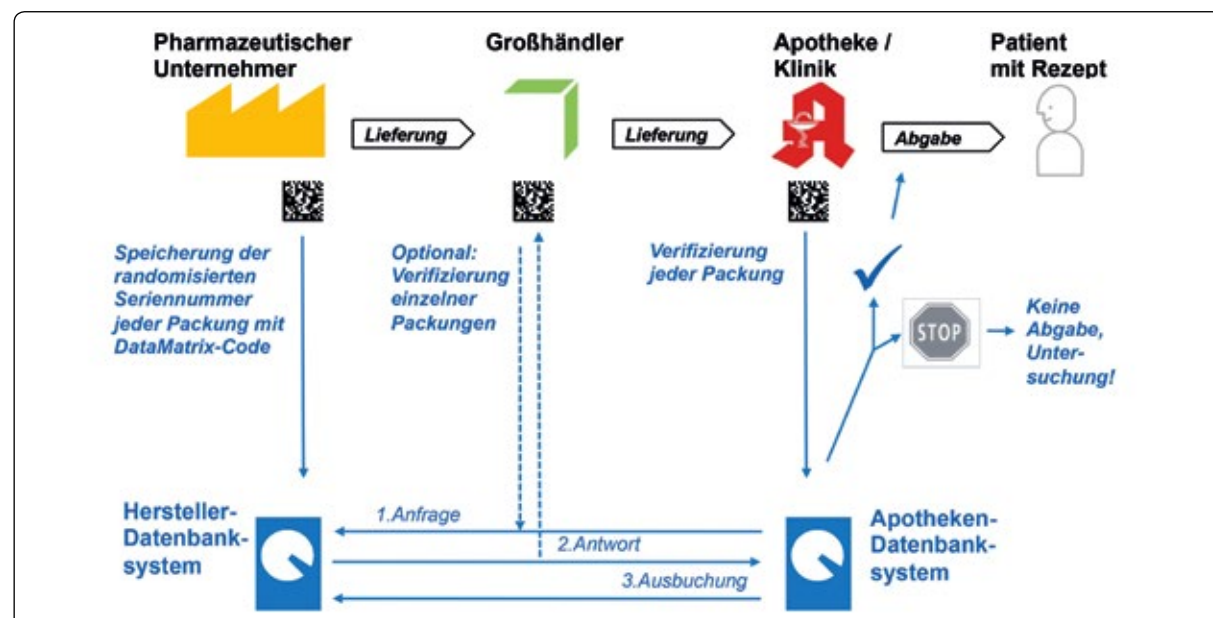 Pharmazeutischer
Unternehmer
Großhändler
Apotheke /
Klinik
Patient
mit Rezept
Lieferung
Lieferung
Abgabe
Speicherung der
randomisierten
Seriennummer
jeder Packung mit
DataMatrix-Code
Optional:
Verifizierung
einzelner
Packungen
Verifizierung
jeder Packung
STOP
Keine
Abgabe,
Unter-
suchung!
Hersteller-
Datenbank-
system
1.Anfrage
2.Antwort
3.Ausbuchung
Apotheken-
Datenbank-
system